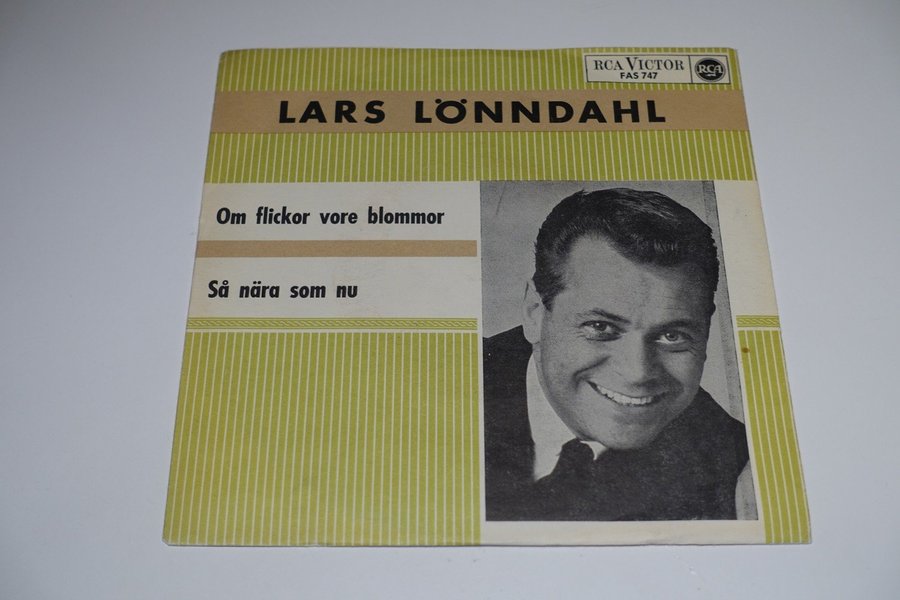 RCA VICTOR
FAS 747
RCA
LARS LÖNNDAHL
Om flickor vore blommor
Så nära som nu